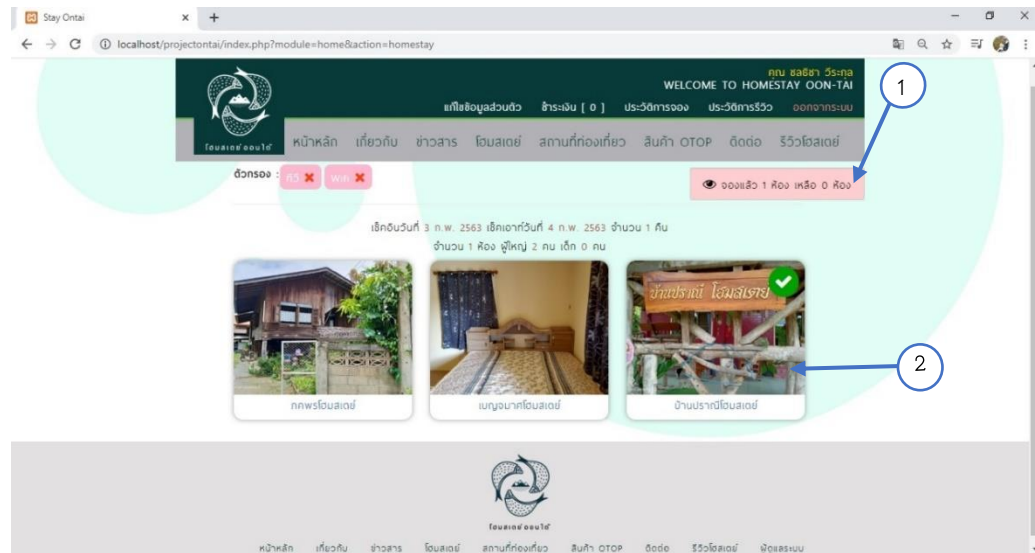 Stay Ontai
localhost/projectontai/index.php?module=home&action=homestay
คุณ ชลธิชา วีระกุล
WELCOME TO HOMESTAY OON-TAI
แก้ไขข้อมูลส่วนตัว ชำระเงิน [ 0 ] ประวัติการจอง ประวัติการรีวิว ออกจากระบบ
โฮมสเตย์ออนใต้
หน้าหลัก เกี่ยวกับ ข่าวสาร โฮมสเตย์ สถานที่ท่องเที่ยว สินค้า OTOP ติดต่อ รีวิวโฮสเตย์
1
ตัวกรอง : ทีวี ✖ พัดลม ✖
จองแล้ว 1 ห้อง เหลือ 0 ห้อง
เช็คอินวันที่ 3 ก.พ. 2563 เช็คเอาท์วันที่ 4 ก.พ. 2563 จำนวน 1 คืน
จำนวน 1 ห้อง ผู้ใหญ่ 2 คน เด็ก 0 คน
บ้านปราณี โฮมสเตย์
2
ภคพรโฮมสเตย์ เบญจมาศโฮมสเตย์ บ้านปราณีโฮมสเตย์
โฮมสเตย์ออนใต้
หน้าหลัก เกี่ยวกับ ข่าวสาร โฮมสเตย์ สถานที่ท่องเที่ยว สินค้า OTOP ติดต่อ รีวิวโฮสเตย์ ผู้ดูแลระบบ